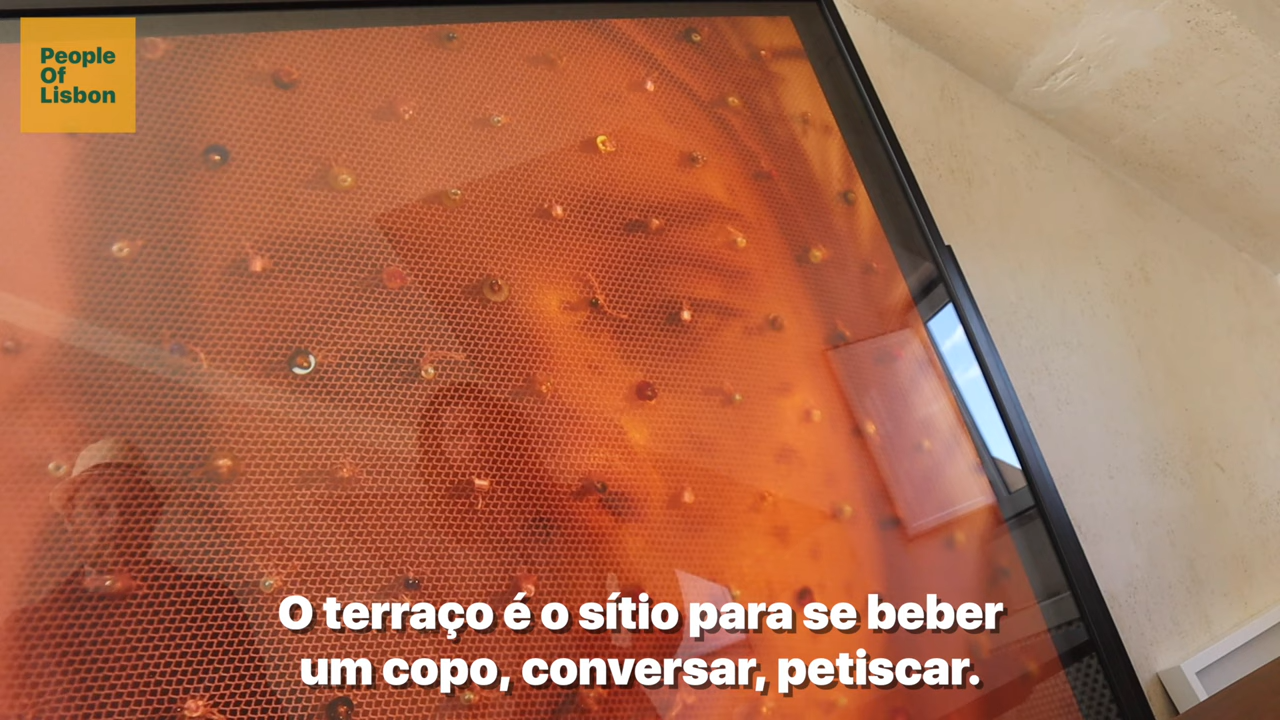 People
Of
Lisbon
O terraço é o sítio para se beber
um copo, conversar, petiscar.